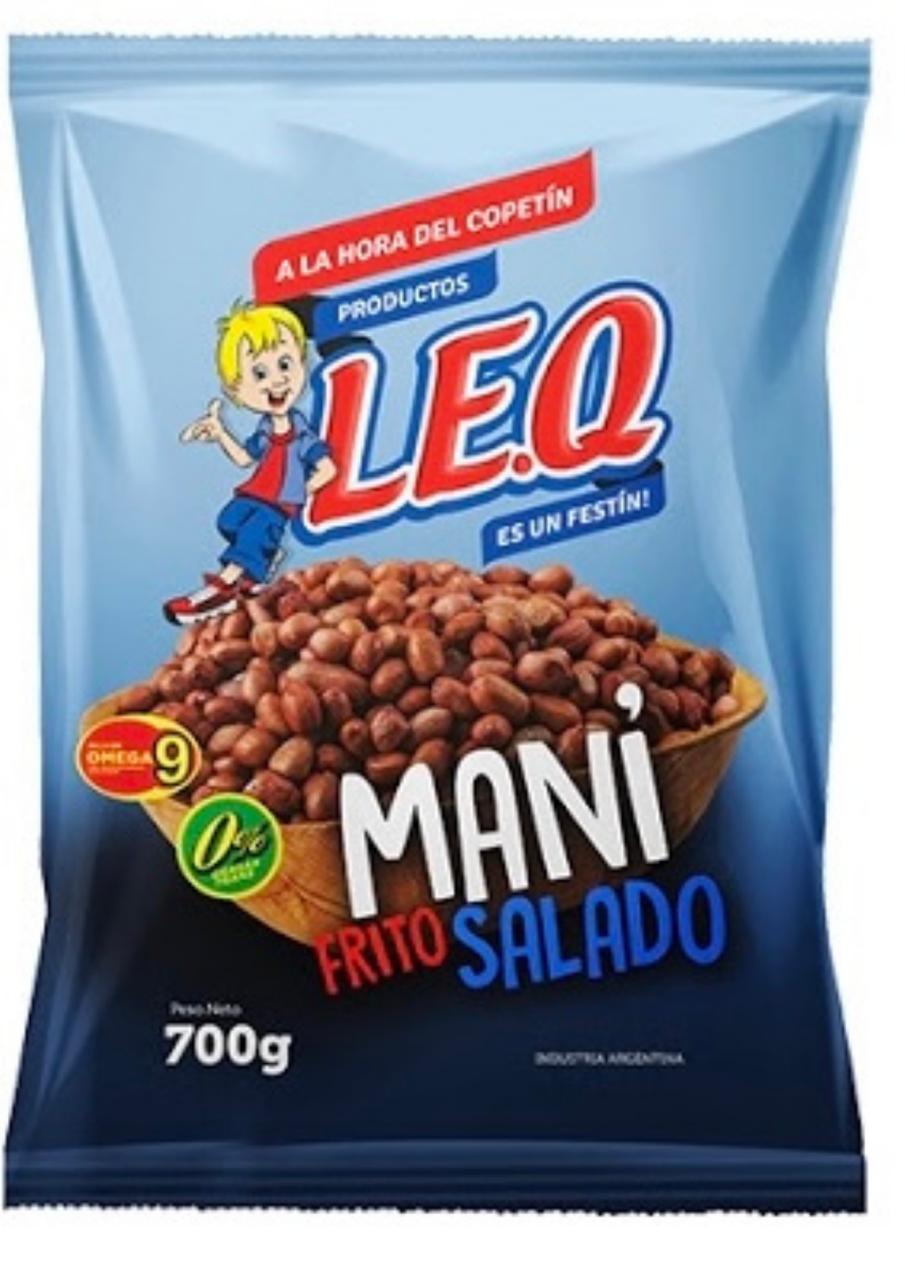 A LA HORA DEL COPETÍN
PRODUCTOS
LE.Q
ES UN FESTÍN!
OMEGA 9
0%
MANÍ
FRITO SALADO
Peso Neto
700g
INDUSTRIA ARGENTINA